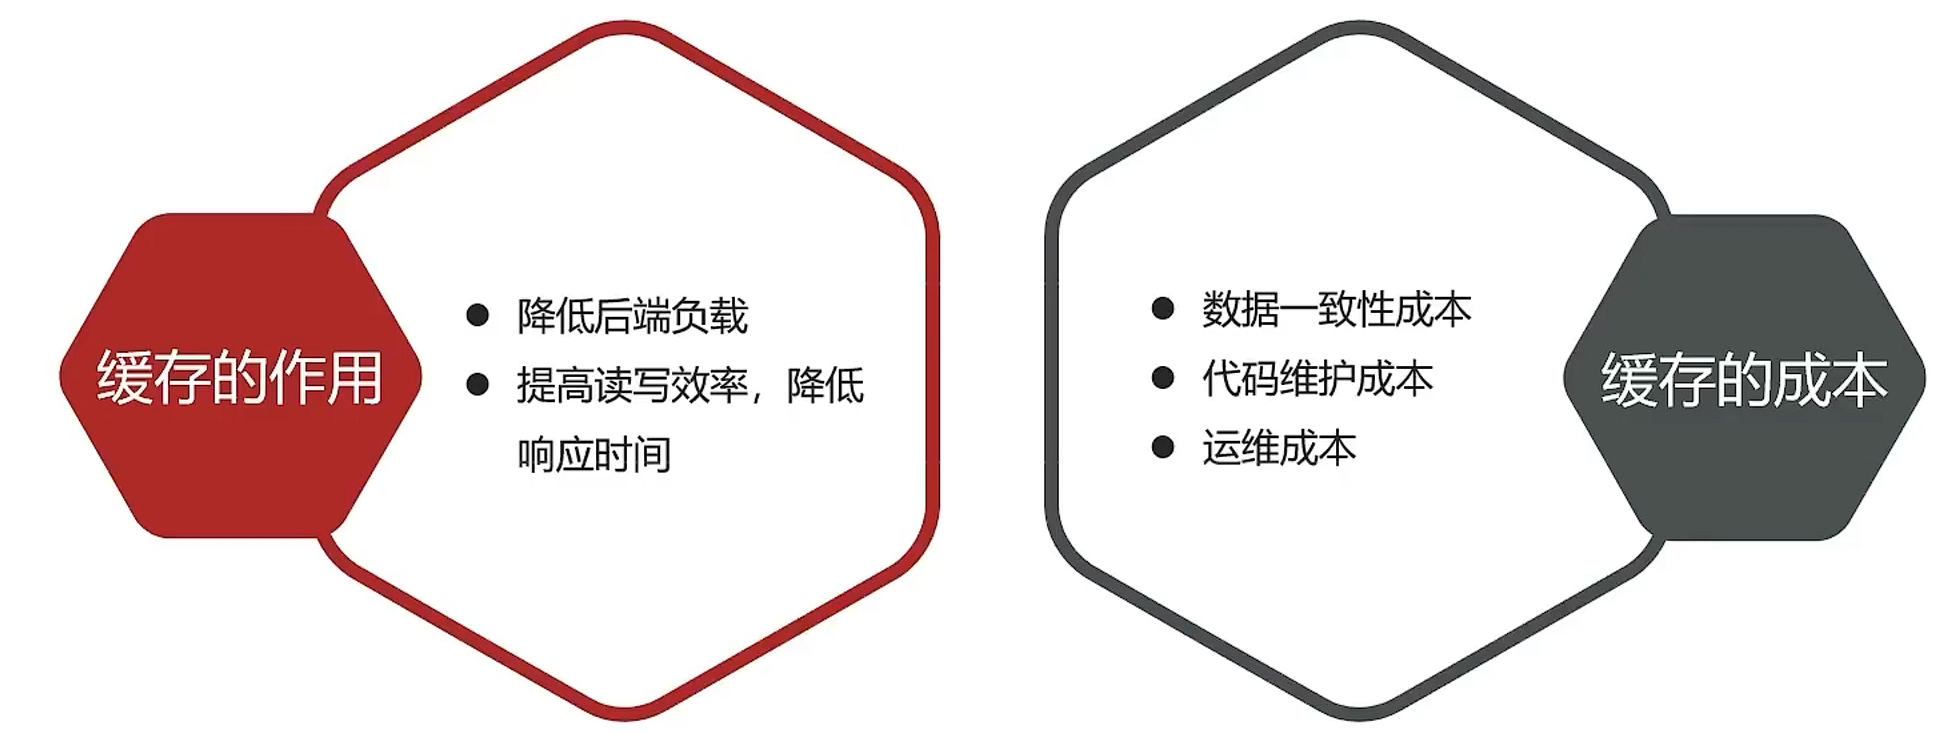 缓存的作用
● 降低后端负载
● 提高读写效率，降低
响应时间
● 数据一致性成本
● 代码维护成本
● 运维成本
缓存的成本